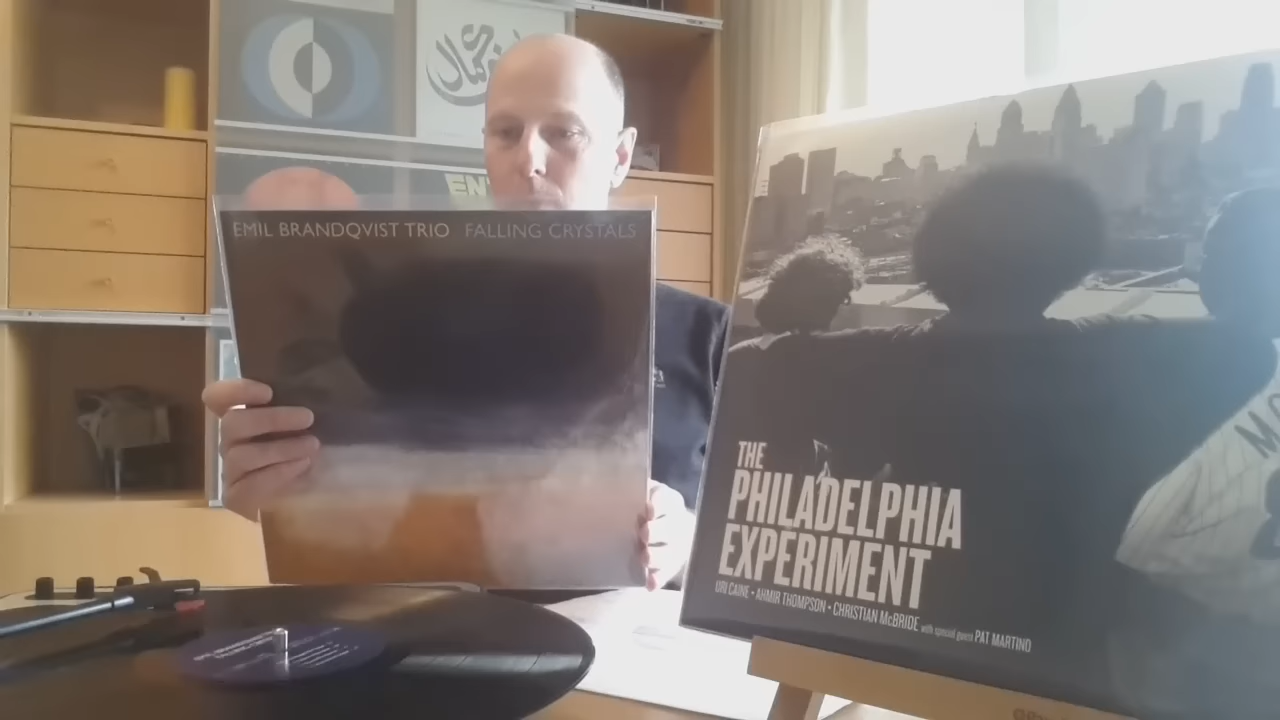 EMIL BRANDQVIST TRIO FALLING CRYSTALS
THE
PHILADELPHIA
EXPERIMENT
URI CAINE • AHMIR THOMPSON • CHRISTIAN McBRIDE with special guest PAT MARTINO